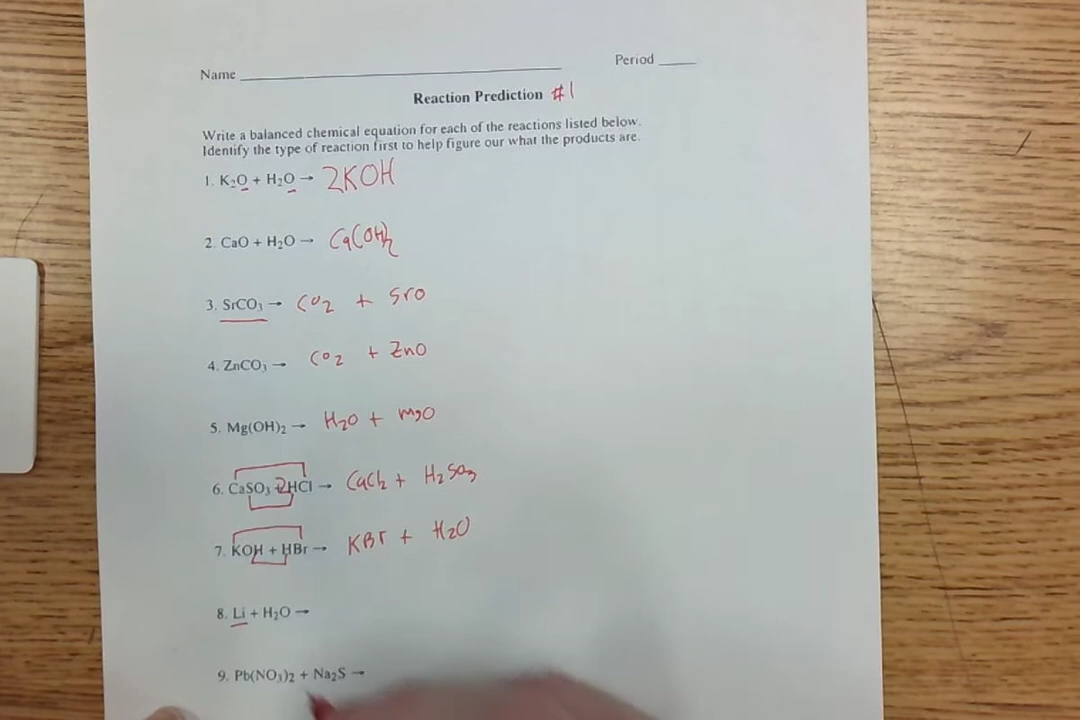 Name ____ Period ____
Reaction Prediction #1
Write a balanced chemical equation for each of the reactions listed below.
Identify the type of reaction first to help figure our what the products are.
1. K₂O + H₂O → 2KOH
2. CaO + H₂O → Ca(OH)₂
3. SrCO₃ → CO₂ + SrO
4. ZnCO₃ → CO₂ + ZnO
5. Mg(OH)₂ → H₂O + MgO
6. CaSO₃ + 2HCl → CaCl₂ + H₂SO₃
7. KOH + HBr → KBr + H₂O
8. Li + H₂O →
9. Pb(NO₃)2 + Na₂S →